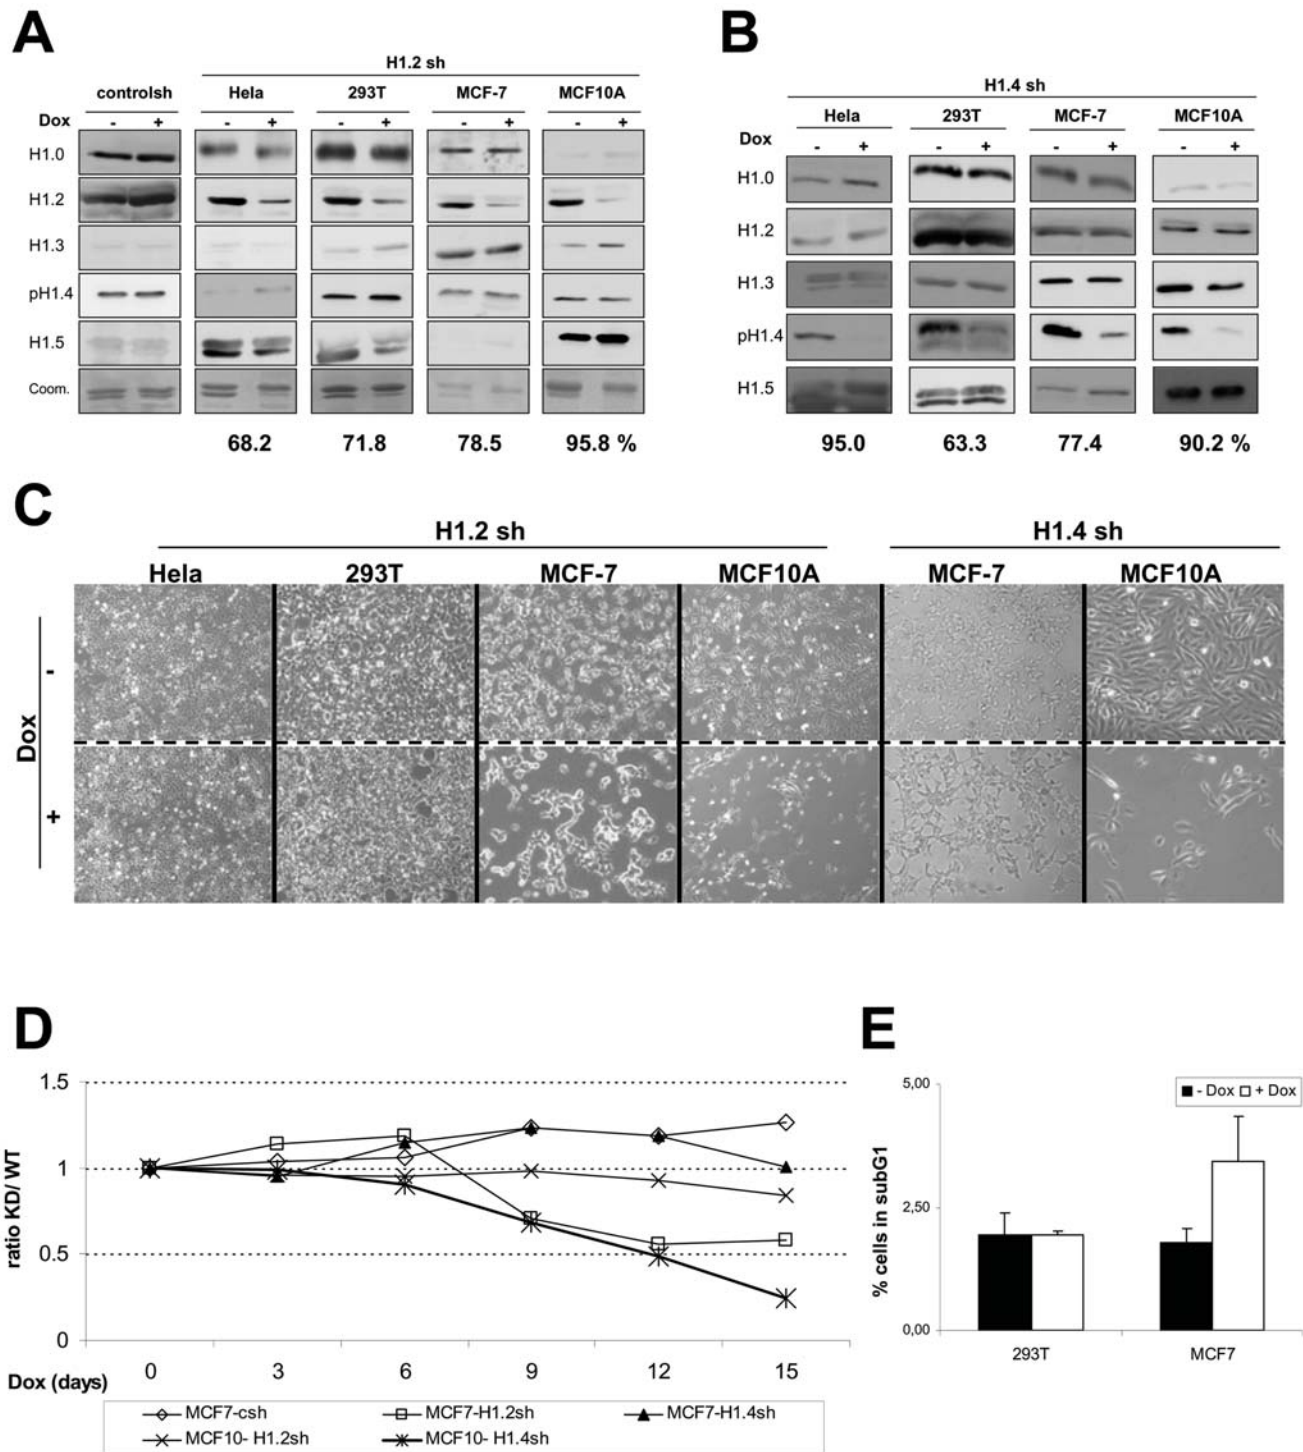 A
H1.2 sh
controlsh Hela 293T MCF-7 MCF10A
Dox - + - + - + - + - +
H1.0
H1.2
H1.3
pH1.4
H1.5
Coom.
68.2 71.8 78.5 95.8 %
B
H1.4 sh
Hela 293T MCF-7 MCF10A
Dox
- + - + - + - +
H1.0
H1.2
H1.3
pH1.4
H1.5
95.0 63.3 77.4 90.2 %
C
H1.2 sh H1.4 sh
Hela 293T MCF-7 MCF10A MCF-7 MCF10A
Dox
-
+
D
ratio KD/ WT
1.5
1
0.5
0
Dox (days) 0 3 6 9 12 15
MCF7-csh MCF7-H1.2sh MCF7-H1.4sh
MCF10- H1.2sh MCF10- H1.4sh
E
% cells in subG1
5,00
2,50
0,00
- Dox + Dox
293T MCF7